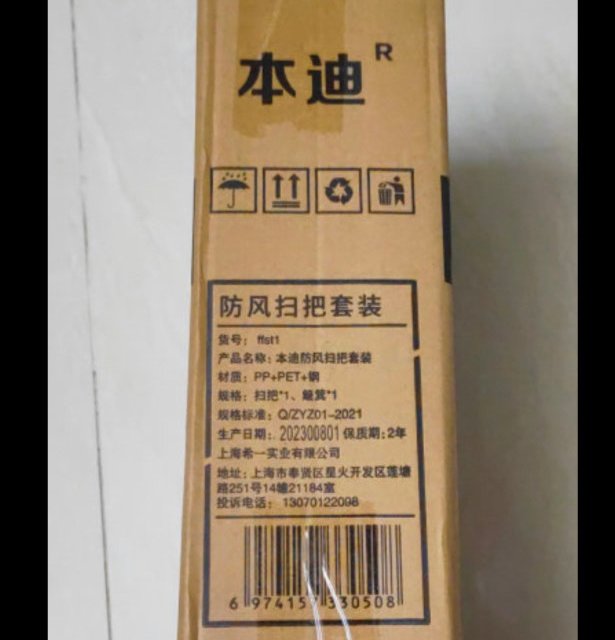 本迪R
防风扫把套装
货号：ffst1
产品名称：本迪防风扫把套装
材质：PP+PET+钢
规格：扫把*1、簸箕*1
规格标准：Q/ZYZ01-2021
生产日期：202300801 保质期：2年
上海希一实业有限公司
地址：上海市奉贤区星火开发区莲塘
路251号14幢21184室
投诉电话：13070122098
6 974157 330508